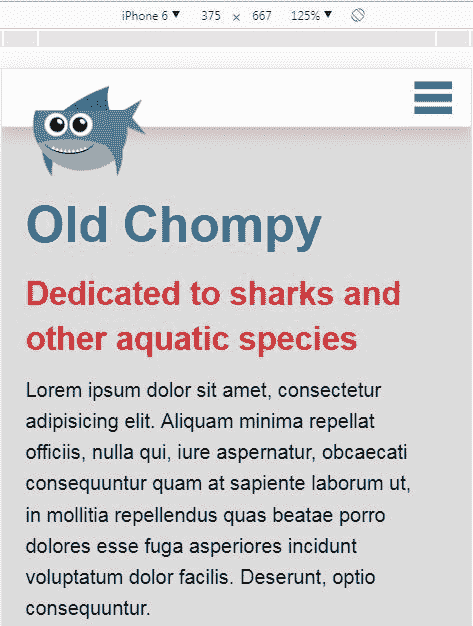 iPhone 6 ▼ 375 × 667 125% ▼
Old Chompy
Dedicated to sharks and
other aquatic species
Lorem ipsum dolor sit amet, consectetur
adipisicing elit. Aliquam minima repellat
officiis, nulla qui, iure aspernatur, obcaecati
consequuntur quam at sapiente laborum ut,
in mollitia repellendus quas beatae porro
dolores esse fuga asperiores incidunt
voluptatum dolor facilis. Deserunt, optio
consequuntur.